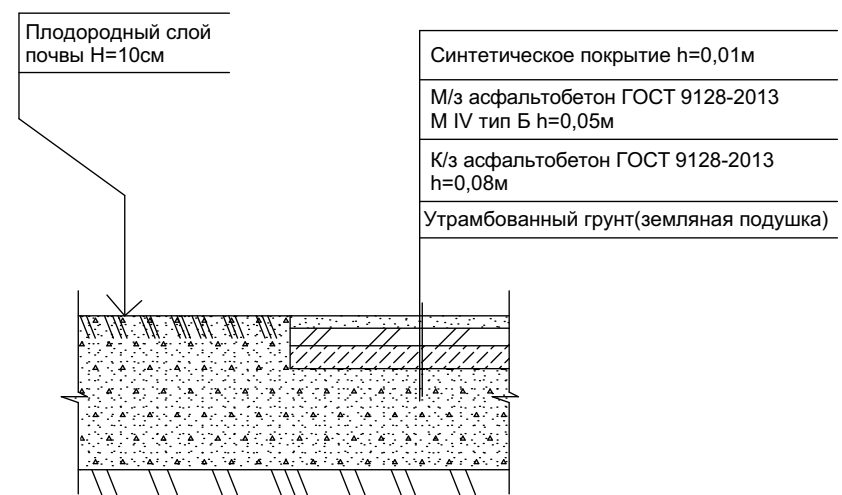 Плодородный слой
почвы Н=10см
Синтетическое покрытие h=0,01м
М/з асфальтобетон ГОСТ 9128-2013
М IV тип Б h=0,05м
К/з асфальтобетон ГОСТ 9128-2013
h=0,08м
Утрамбованный грунт(земляная подушка)